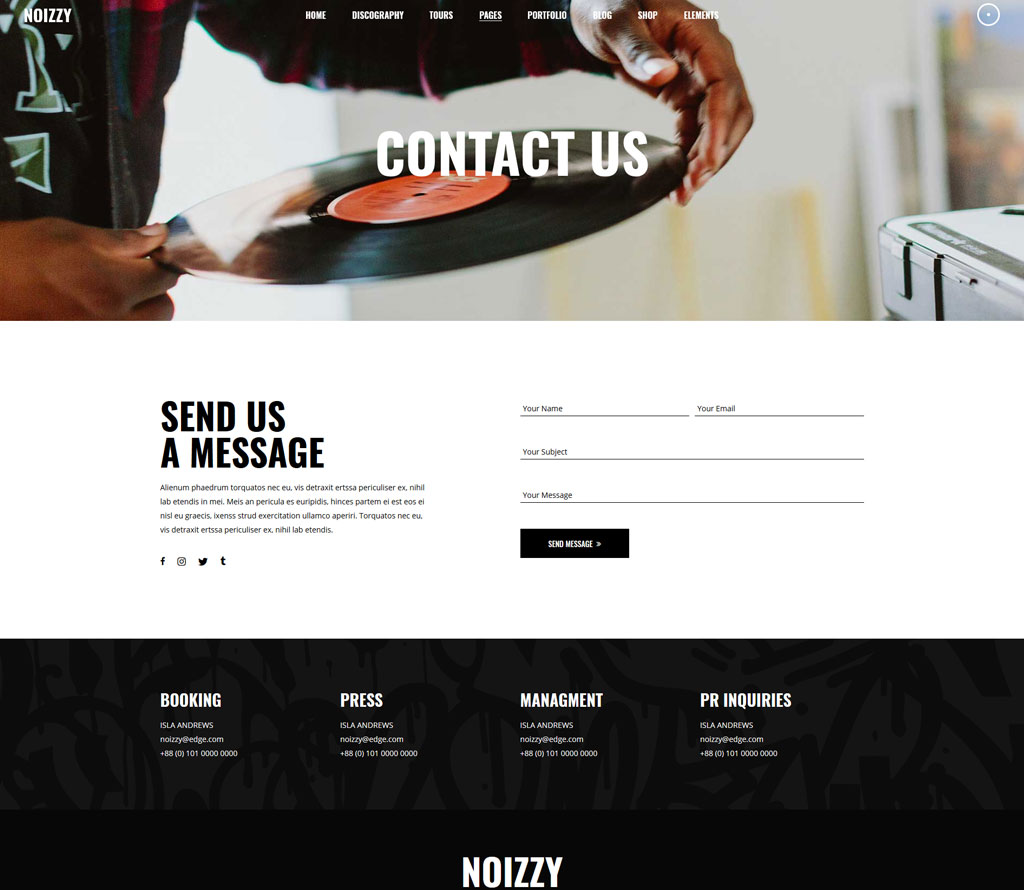 NOIZZY
HOME DISCOGRAPHY TOURS PAGES PORTFOLIO BLOG SHOP ELEMENTS
CONTACT US
SEND US
A MESSAGE
Alienum phaedrum torquatos nec eu, vis detraxit ertssa periculiser ex, nihil
lab etendis in mei. Meis an pericula es euripidis, hinces partem ei est eos ei
nisl eu graecis, ixenss strud exercitation ullamco aperiri. Torquatos nec eu,
vis detraxit ertssa periculiser ex, nihil lab etendis.
Your Name
Your Email
Your Subject
Your Message
SEND MESSAGE »
BOOKING
ISLA ANDREWS
noizzy@edge.com
+88 (0) 101 0000 0000
PRESS
ISLA ANDREWS
noizzy@edge.com
+88 (0) 101 0000 0000
MANAGMENT
ISLA ANDREWS
noizzy@edge.com
+88 (0) 101 0000 0000
PR INQUIRIES
ISLA ANDREWS
noizzy@edge.com
+88 (0) 101 0000 0000
NOIZZY